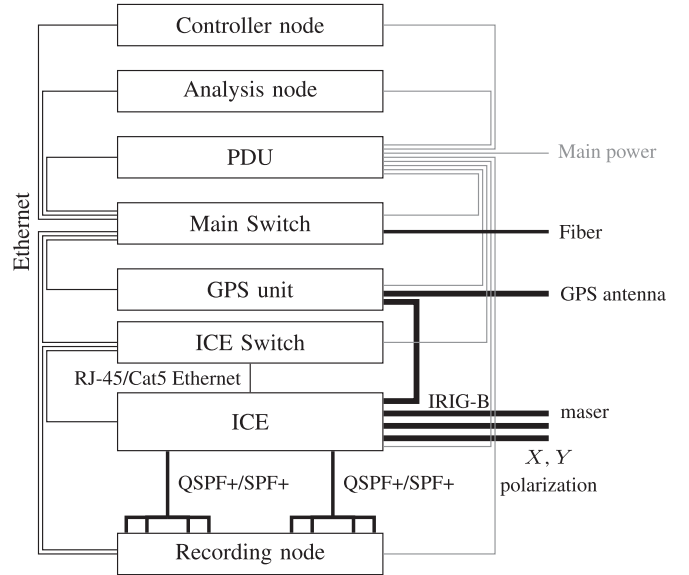 Controller node
Analysis node
PDU
Main power
Ethernet
Main Switch
Fiber
GPS unit
GPS antenna
ICE Switch
RJ-45/Cat5 Ethernet
IRIG-B
maser
ICE
X, Y
polarization
QSPF+/SPF+
QSPF+/SPF+
Recording node